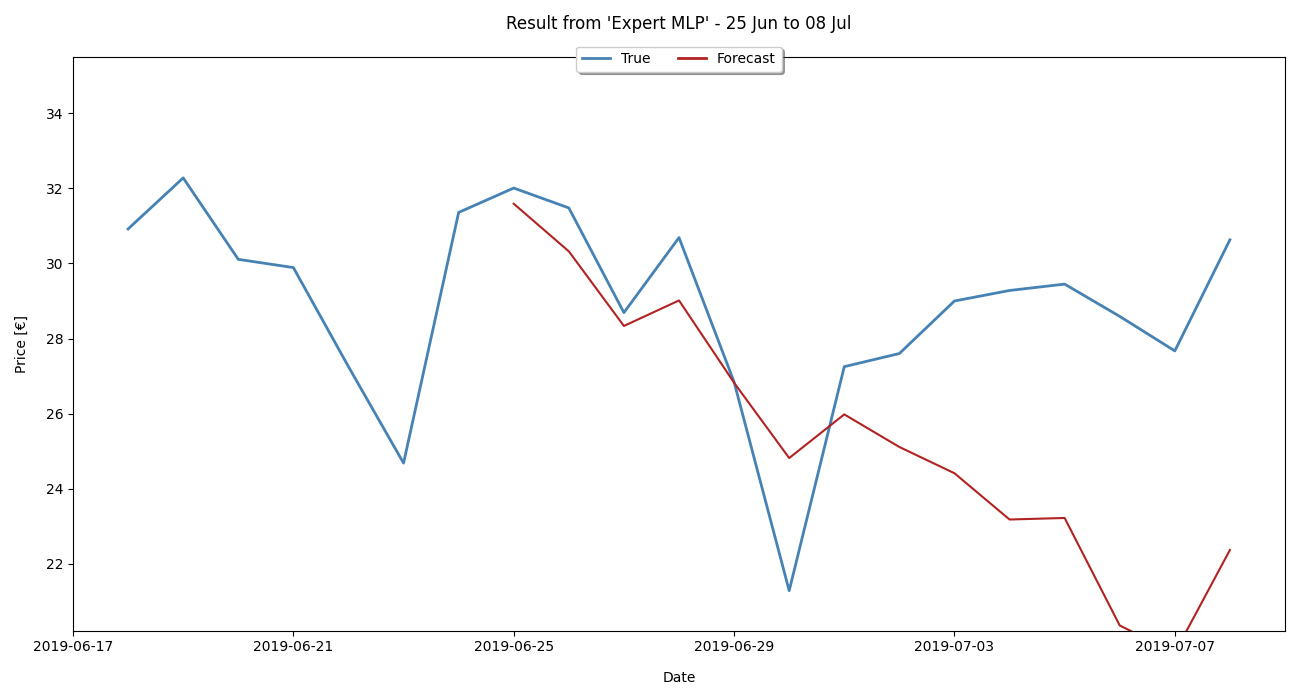 Result from 'Expert MLP' - 25 Jun to 08 Jul
True Forecast
34
32
30
28
26
24
22
Price [€]
2019-06-17 2019-06-21 2019-06-25 2019-06-29 2019-07-03 2019-07-07
Date